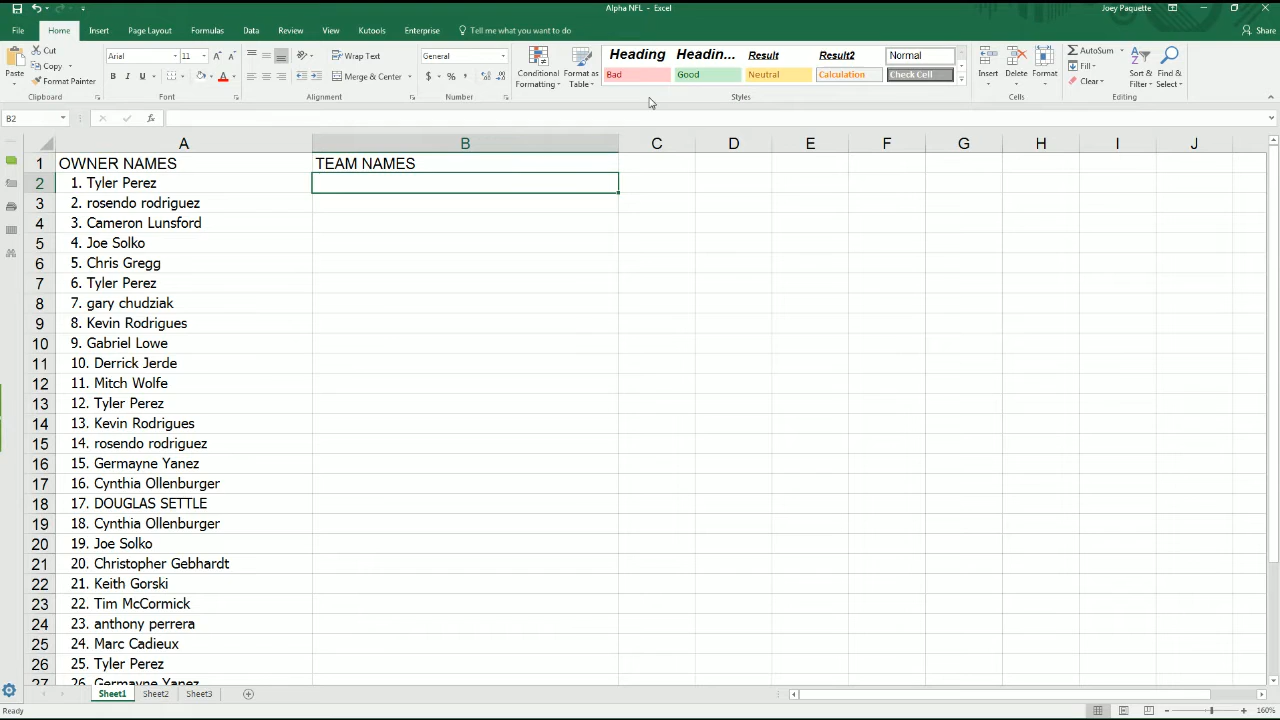 Alpha NFL - Excel
Joey Paquette
File Home Insert Page Layout Formulas Data Review View Kutools Enterprise Tell me what you want to do Share
Paste Cut Copy Format Painter Clipboard
Arial 11 B I U A Font
Wrap Text Merge & Center Alignment
General $ % , Number
Conditional Formatting Format as Table
Heading Headin... Result Result2 Normal
Bad Good Neutral Calculation Check Cell
Styles
Insert Delete Format Cells
AutoSum Fill Clear Sort & Filter Find & Select Editing
B2 fx
A B C D E F G H I J
1 OWNER NAMES TEAM NAMES
2 1. Tyler Perez
3 2. rosendo rodriguez
4 3. Cameron Lunsford
5 4. Joe Solko
6 5. Chris Gregg
7 6. Tyler Perez
8 7. gary chudziak
9 8. Kevin Rodrigues
10 9. Gabriel Lowe
11 10. Derrick Jerde
12 11. Mitch Wolfe
13 12. Tyler Perez
14 13. Kevin Rodrigues
15 14. rosendo rodriguez
16 15. Germayne Yanez
17 16. Cynthia Ollenburger
18 17. DOUGLAS SETTLE
19 18. Cynthia Ollenburger
20 19. Joe Solko
21 20. Christopher Gebhardt
22 21. Keith Gorski
23 22. Tim McCormick
24 23. anthony perrera
25 24. Marc Cadieux
26 25. Tyler Perez
27 26. Germayne Yanez
Sheet1 Sheet2 Sheet3
Ready 160%